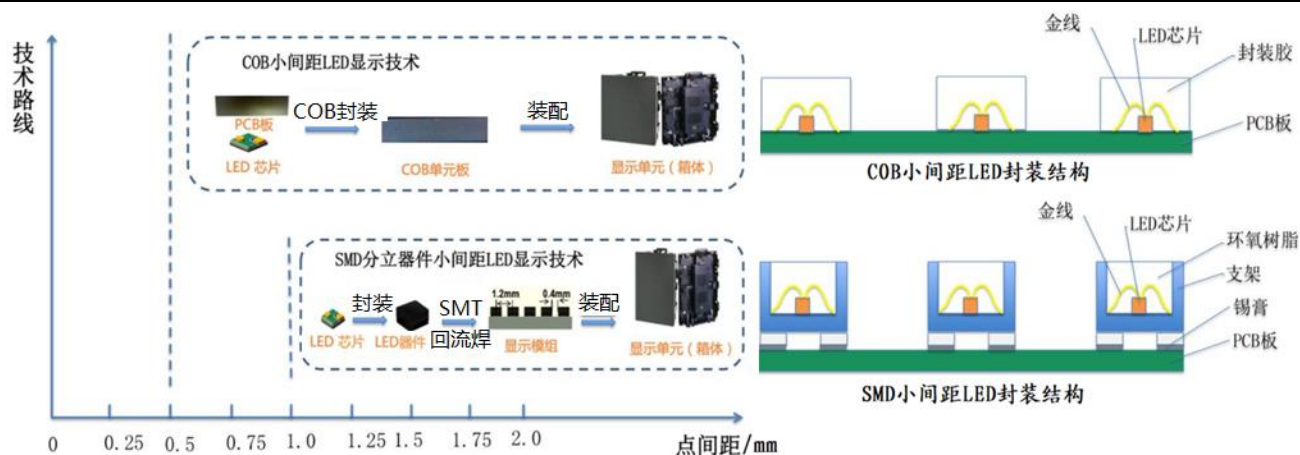 技术路线
COB小间距LED显示技术
PCB板
LED 芯片
COB封装
COB单元板
装配
显示单元（箱体）
SMD分立器件小间距LED显示技术
LED 芯片
封装
LED器件
SMT
回流焊
1.2mm
0.4mm
显示模组
装配
显示单元（箱体）
0
0.25
0.5
0.75
1.0
1.25
1.5
1.75
2.0
点间距/mm
金线
LED芯片
封装胶
PCB板
COB小间距LED封装结构
金线
LED芯片
环氧树脂
支架
锡膏
PCB板
SMD小间距LED封装结构